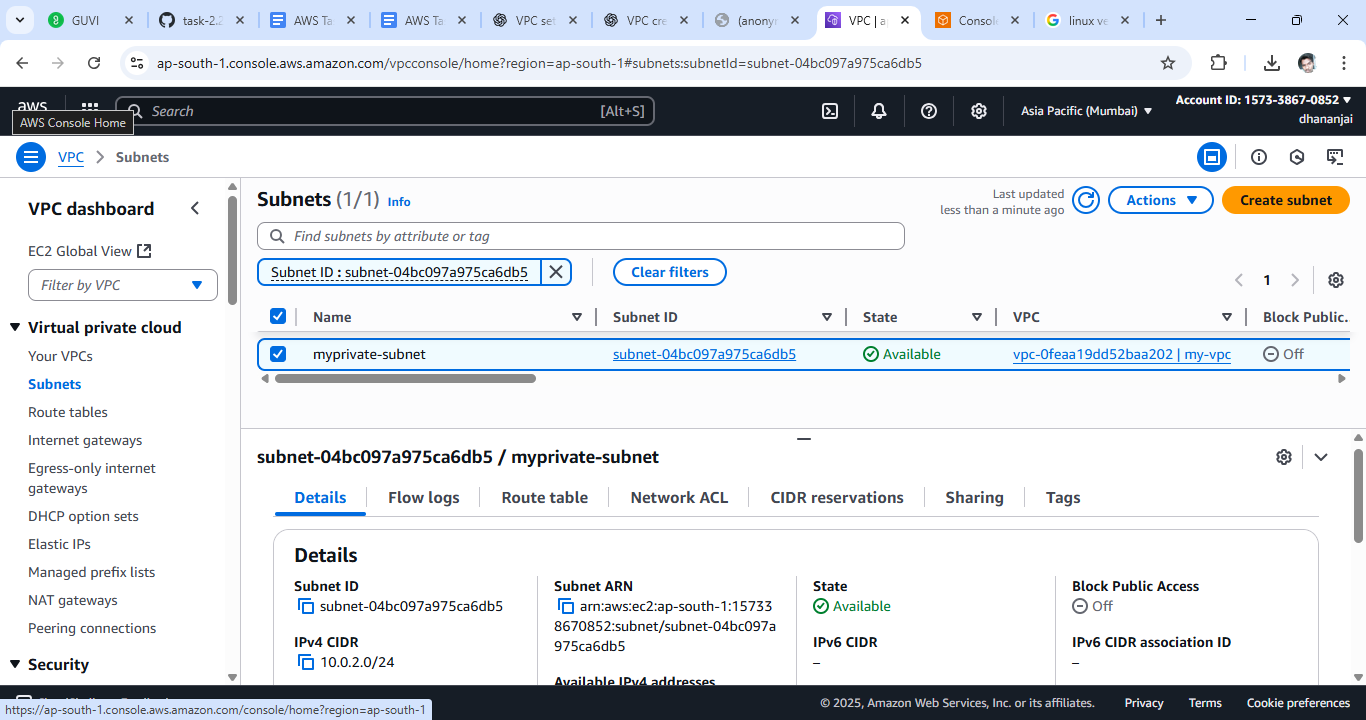 GUVI
task-2.2
AWS Ta
AWS Ta
VPC set
VPC cre
(anonyr
VPC | ap
Console
linux ve
ap-south-1.console.aws.amazon.com/vpcconsole/home?region=ap-south-1#subnets:subnetId=subnet-04bc097a975ca6db5
aws
Search
[Alt+S]
Asia Pacific (Mumbai)
Account ID: 1573-3867-0852
dhananjai
AWS Console Home
VPC
Subnets
VPC dashboard
EC2 Global View
Filter by VPC
Virtual private cloud
Your VPCs
Subnets
Route tables
Internet gateways
Egress-only internet
gateways
DHCP option sets
Elastic IPs
Managed prefix lists
NAT gateways
Peering connections
Security
Subnets (1/1) Info
Last updated
less than a minute ago
Actions
Create subnet
Find subnets by attribute or tag
Subnet ID : subnet-04bc097a975ca6db5
Clear filters
1
Name
Subnet ID
State
VPC
Block Public...
myprivate-subnet
subnet-04bc097a975ca6db5
Available
vpc-0feaa19dd52baa202 | my-vpc
Off
subnet-04bc097a975ca6db5 / myprivate-subnet
Details
Flow logs
Route table
Network ACL
CIDR reservations
Sharing
Tags
Details
Subnet ID
subnet-04bc097a975ca6db5
IPv4 CIDR
10.0.2.0/24
Subnet ARN
arn:aws:ec2:ap-south-1:15733
8670852:subnet/subnet-04bc097a
975ca6db5
Available IPv4 addresses
State
Available
IPv6 CIDR
–
Block Public Access
Off
IPv6 CIDR association ID
–
https://ap-south-1.console.aws.amazon.com/console/home?region=ap-south-1
© 2025, Amazon Web Services, Inc. or its affiliates.
Privacy
Terms
Cookie preferences